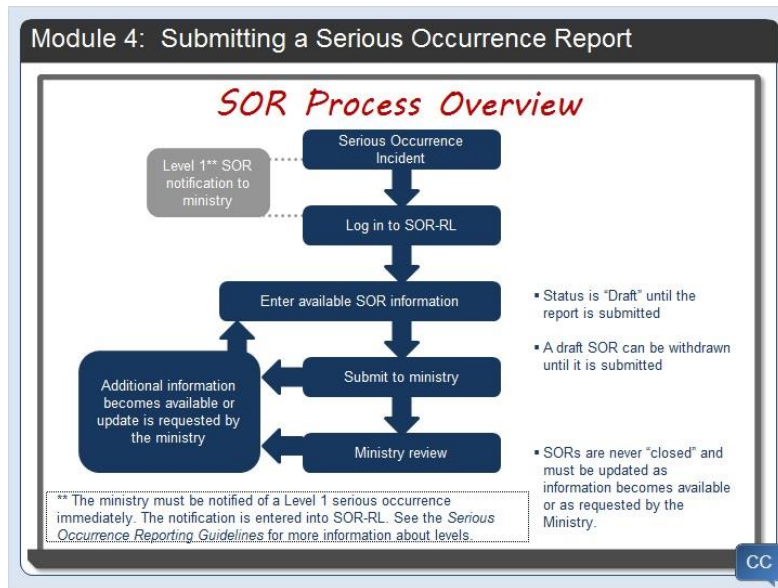 Module 4: Submitting a Serious Occurrence Report
SOR Process Overview
Serious Occurrence
Incident
Level 1** SOR
notification to
ministry
Log in to SOR-RL
Enter available SOR information
▪ Status is “Draft” until the
report is submitted
▪ A draft SOR can be withdrawn
until it is submitted
Submit to ministry
Additional information
becomes available or
update is requested by
the ministry
Ministry review
▪ SORs are never “closed” and
must be updated as
information becomes available
or as requested by the
Ministry.
** The ministry must be notified of a Level 1 serious occurrence
immediately. The notification is entered into SOR-RL. See the Serious
Occurrence Reporting Guidelines for more information about levels.
CC